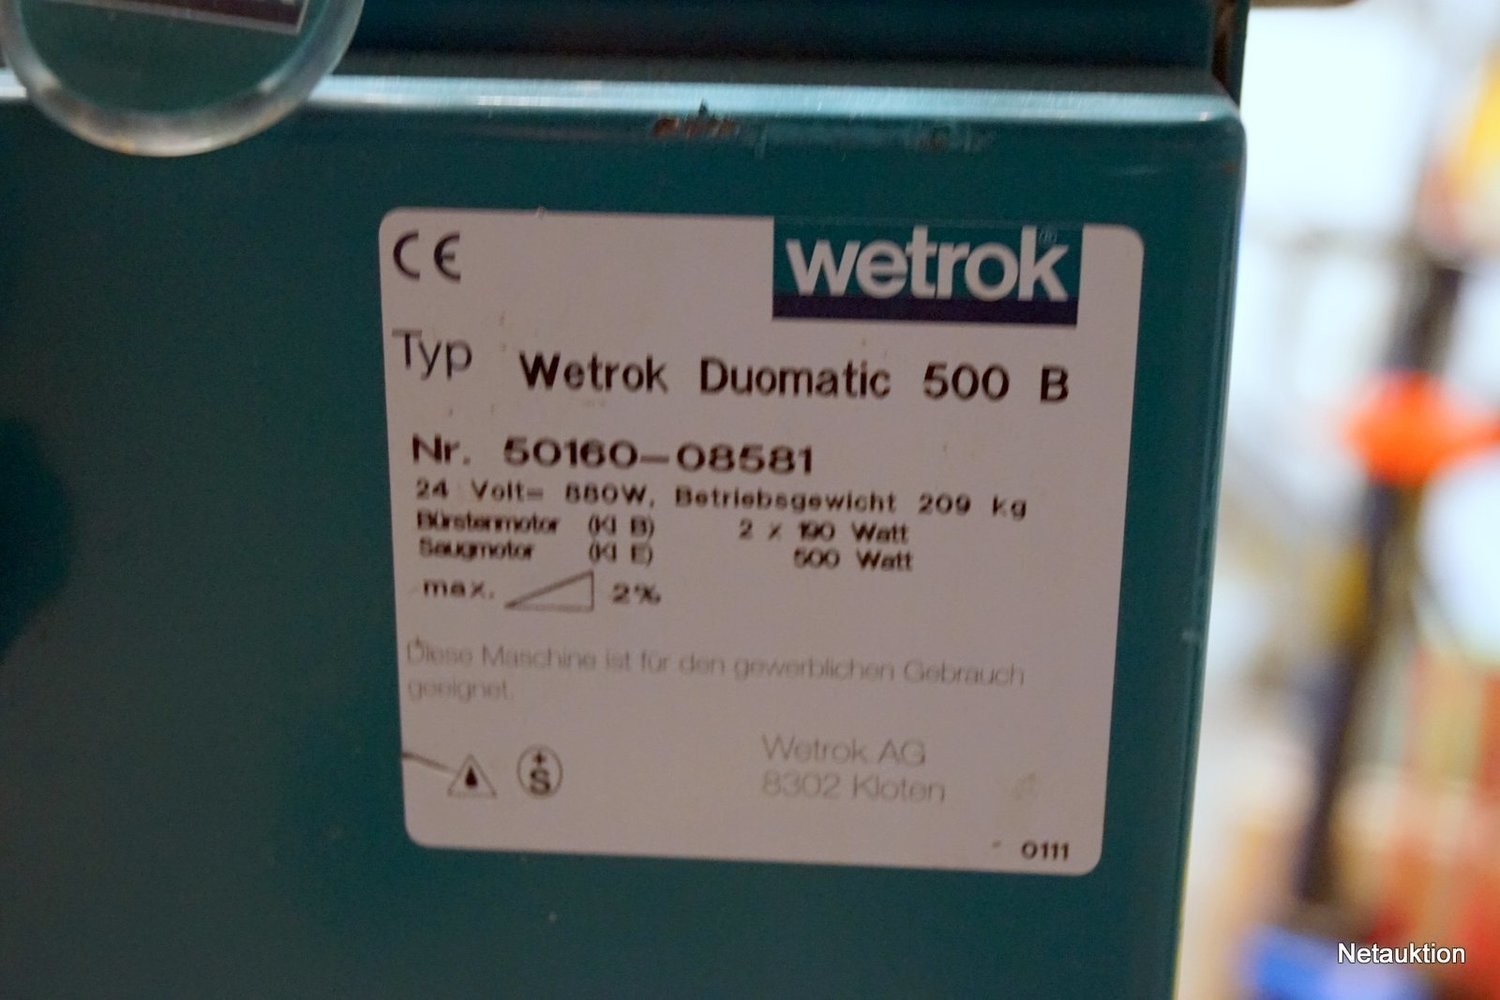 CE
wetrok®
Typ Wetrok Duomatic 500 B
Nr. 50160-08581
24 Volt= 880W, Betriebsgewicht 209 kg
Bürstenmotor (Kl B) 2 x 190 Watt
Saugmotor (Kl E) 500 Watt
max. 2%
Diese Maschine ist für den gewerblichen Gebrauch
geeignet.
+S
Wetrok AG
8302 Kloten
0111
Netauktion